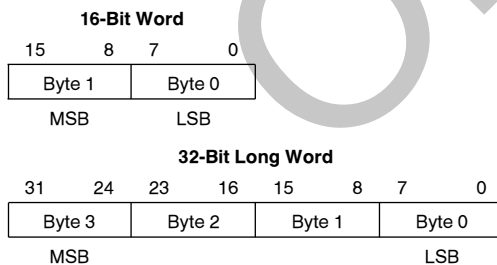 16-Bit Word
15 8 7 0
Byte 1 Byte 0
MSB LSB
32-Bit Long Word
31 24 23 16 15 8 7 0
Byte 3 Byte 2 Byte 1 Byte 0
MSB LSB